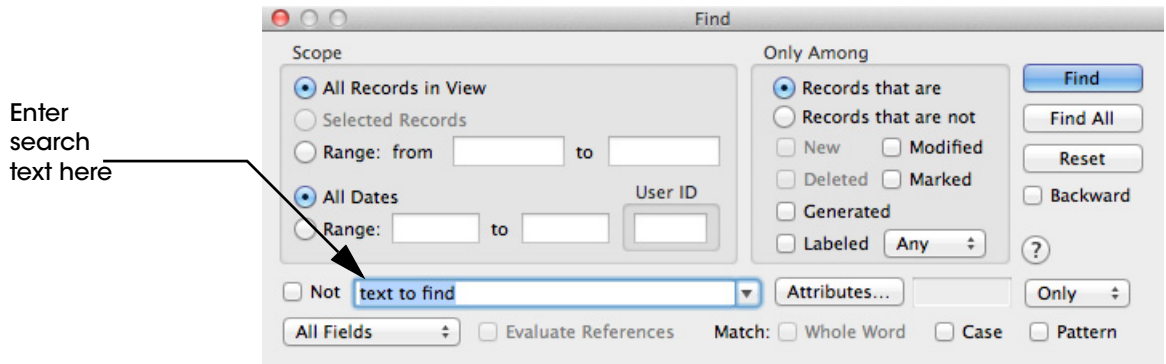 Find
Scope
Only Among
All Records in View
Selected Records
Range: from to
All Dates
User ID
Range: to
Records that are
Records that are not
New Modified
Deleted Marked
Generated
Labeled Any
Find
Find All
Reset
Backward
?
Enter
search
text here
Not text to find Attributes... Only
All Fields Evaluate References Match: Whole Word Case Pattern